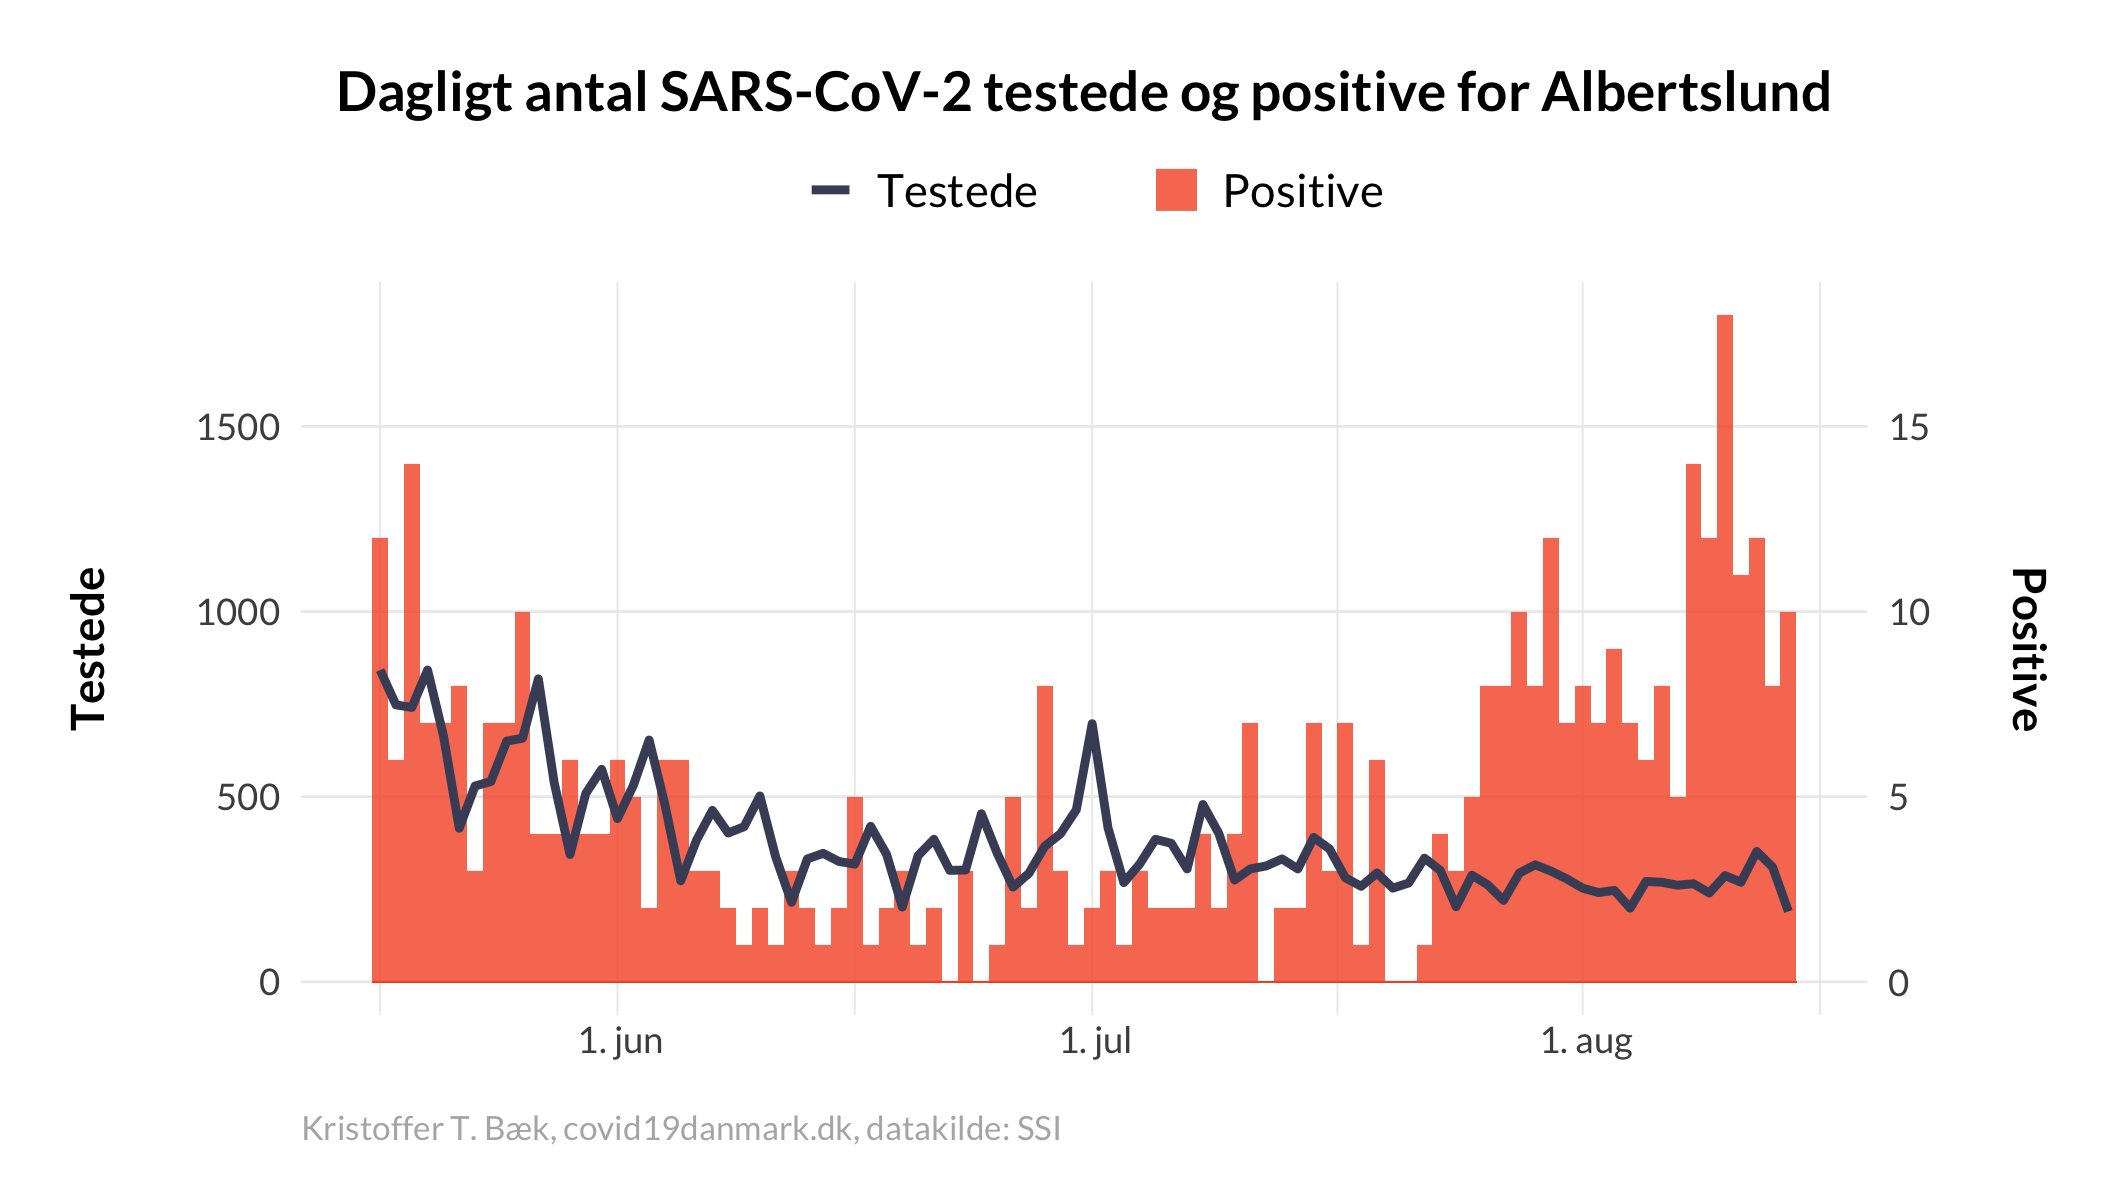 Dagligt antal SARS-CoV-2 testede og positive for Albertslund
Testede
Positive
Testede
1500
1000
500
0
15
10
5
0
Positive
1. jun
1. jul
1. aug
Kristoffer T. Bæk, covid19danmark.dk, datakilde: SSI